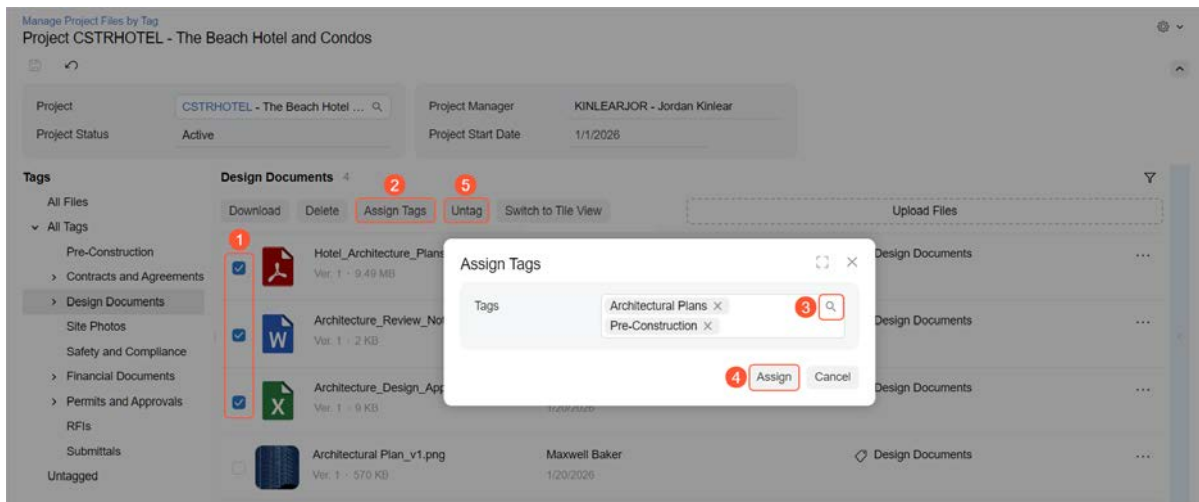 Manage Project Files by Tag
Project CSTRHOTEL - The Beach Hotel and Condos
Project
CSTRHOTEL - The Beach Hotel ...
Project Manager
KINLEARJOR - Jordan Kinlear
Project Status
Active
Project Start Date
1/1/2026
Tags
All Files
All Tags
Pre-Construction
Contracts and Agreements
Design Documents
Site Photos
Safety and Compliance
Financial Documents
Permits and Approvals
RFIs
Submittals
Untagged
Design Documents 4
2
5
Download
Delete
Assign Tags
Untag
Switch to Tile View
Upload Files
1
Hotel_Architecture_Plans
Ver. 1 · 9.49 MB
Design Documents
Architecture_Review_No
Ver. 1 · 2 KB
Design Documents
Architecture_Design_App
Ver. 1 · 9 KB
1/20/2026
Design Documents
Architectural Plan_v1.png
Ver. 1 · 570 KB
Maxwell Baker
1/20/2026
Design Documents
Assign Tags
Tags
Architectural Plans
Pre-Construction
3
4
Assign
Cancel